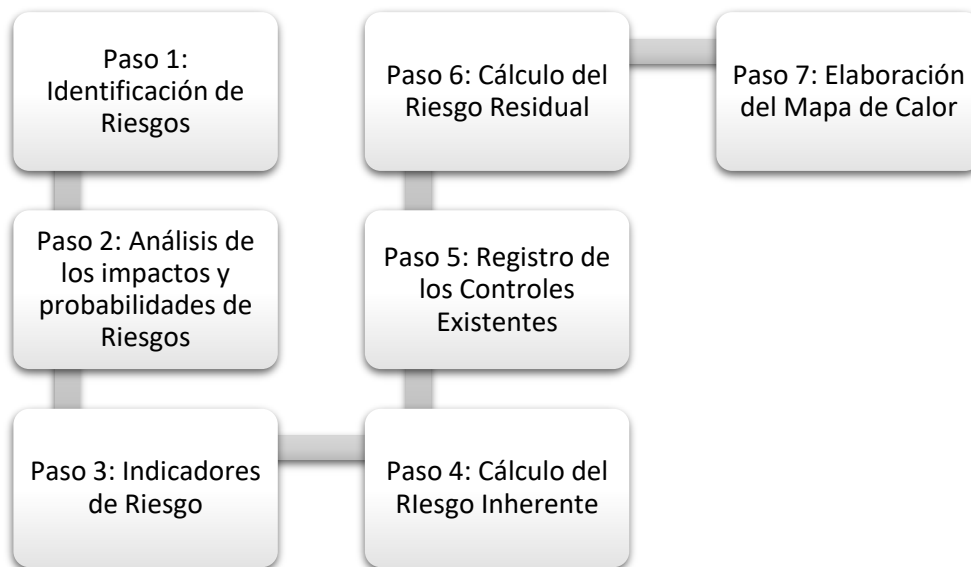 Paso 1:
Identificación de
Riesgos
Paso 2: Análisis de
los impactos y
probabilidades de
Riesgos
Paso 3: Indicadores
de Riesgo
Paso 4: Cálculo del
RIesgo Inherente
Paso 5: Registro de
los Controles
Existentes
Paso 6: Cálculo del
Riesgo Residual
Paso 7: Elaboración
del Mapa de Calor